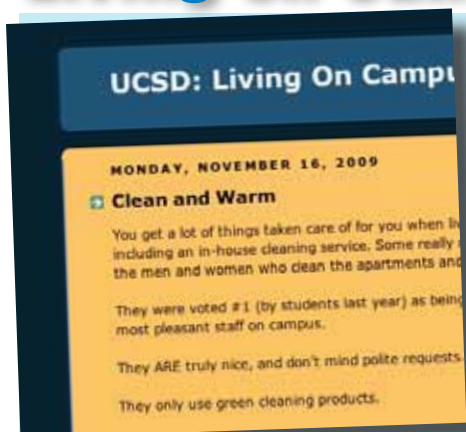 UCSD: Living On Campu
MONDAY, NOVEMBER 16, 2009
Clean and Warm
You get a lot of things taken care of for you when
including an in-house cleaning service. Some really
the men and women who clean the apartments and
They were voted #1 (by students last year) as being
most pleasant staff on campus.
They ARE truly nice, and don't mind polite requests.
They only use green cleaning products.